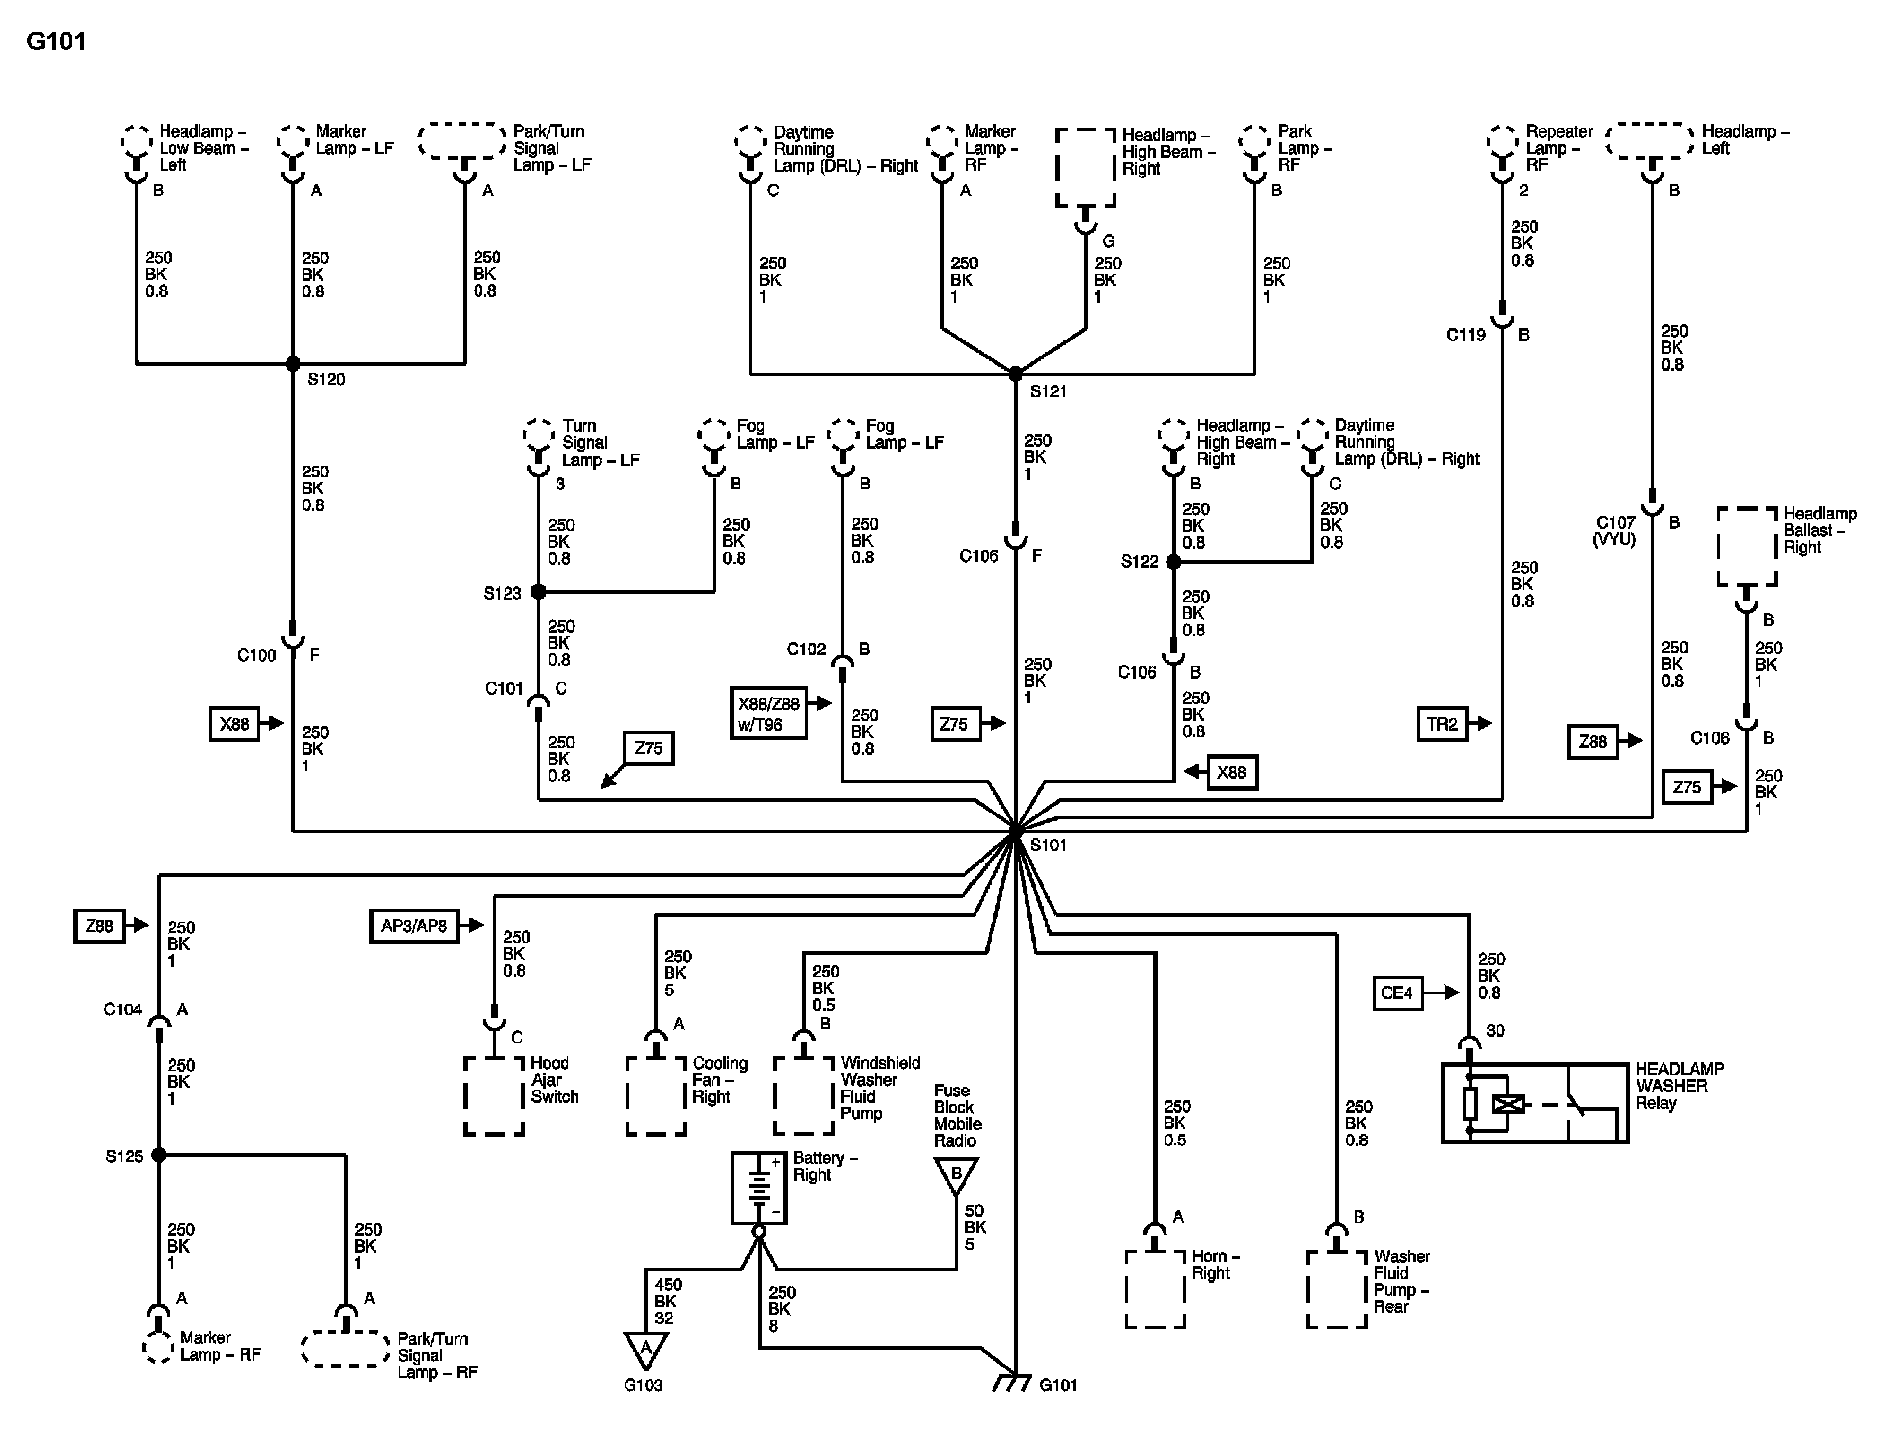 G101
Headlamp –
Low Beam –
Left
B
Marker
Lamp – LF
A
Park/Turn
Signal
Lamp – LF
A
Daytime
Running
Lamp (DRL) – Right
C
Marker
Lamp –
RF
A
Headlamp –
High Beam –
Right
G
Park
Lamp –
RF
B
Repeater
Lamp –
RF
2
Headlamp –
Left
B
250
BK
0.8
250
BK
0.8
250
BK
0.8
250
BK
1
250
BK
1
250
BK
1
250
BK
1
250
BK
0.8
C119
B
250
BK
0.8
S120
S121
250
BK
0.8
Turn
Signal
Lamp – LF
3
Fog
Lamp – LF
B
Fog
Lamp – LF
B
250
BK
1
Headlamp –
High Beam –
Right
B
Daytime
Running
Lamp (DRL) – Right
C
250
BK
0.8
250
BK
0.8
250
BK
0.8
C106
F
250
BK
0.8
250
BK
0.8
S122
C107
(VYU)
B
Headlamp
Ballast –
Right
B
S123
250
BK
0.8
250
BK
0.8
250
BK
0.8
C100
F
C101
C
C102
B
250
BK
1
C106
B
250
BK
0.8
250
BK
1
X88
250
BK
1
250
BK
0.8
Z75
X88/Z88
w/T96
250
BK
0.8
Z75
250
BK
0.8
X88
TR2
Z88
C106
B
Z75
250
BK
1
S101
Z88
250
BK
1
AP3/AP8
250
BK
0.8
250
BK
5
250
BK
0.5
CE4
250
BK
0.8
C104
A
C
A
B
30
250
BK
1
Hood
Ajar
Switch
Cooling
Fan –
Right
Windshield
Washer
Fluid
Pump
Fuse
Block
Mobile
Radio
B
250
BK
0.5
250
BK
0.8
HEADLAMP
WASHER
Relay
S125
Battery –
Right
+
–
250
BK
1
250
BK
1
50
BK
5
A
B
450
BK
32
250
BK
8
Horn –
Right
Washer
Fluid
Pump –
Rear
A
A
Marker
Lamp – RF
Park/Turn
Signal
Lamp – RF
A
G103
G101